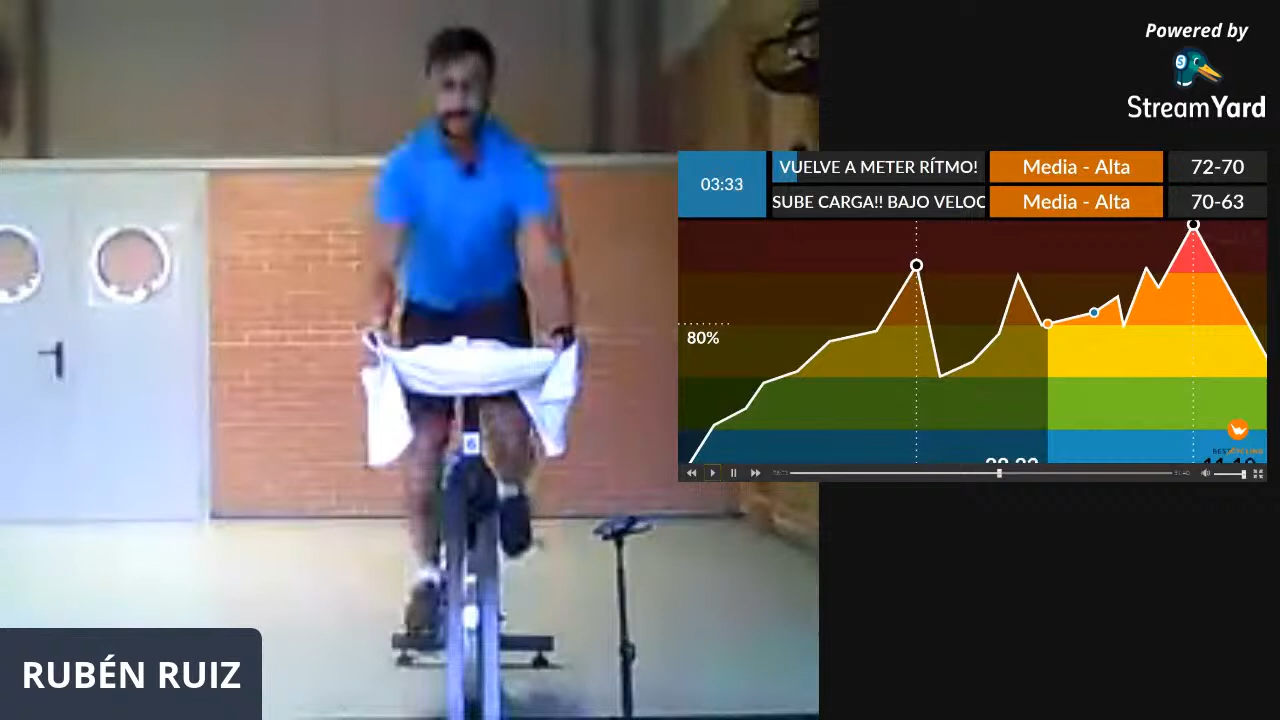 Powered by
StreamYard
03:33
VUELVE A METER RÍTMO!
Media - Alta
72-70
SUBE CARGA!! BAJO VELOC
Media - Alta
70-63
80%
RUBÉN RUIZ